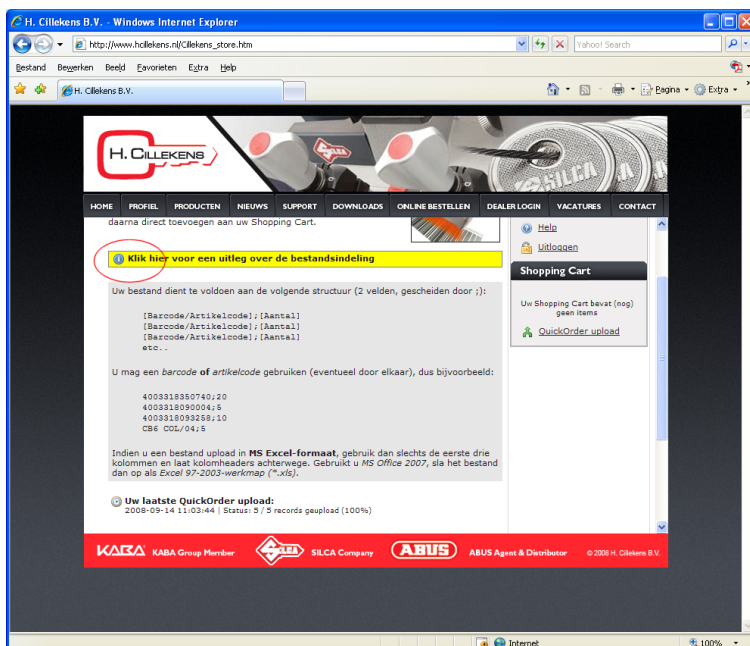 H. Cillekens B.V. - Windows Internet Explorer
http://www.hcillekens.nl/Cillekens_store.htm
Yahoo! Search
Bestand Bewerken Beeld Favorieten Extra Help
H. Cillekens B.V.
Pagina Extra
H. CILLEKENS
SILCA
SILCA
HOME PROFIEL PRODUCTEN NIEUWS SUPPORT DOWNLOADS ONLINE BESTELLEN DEALER LOGIN VACATURES CONTACT
daarna direct toevoegen aan uw Shopping Cart.
Help
Uitloggen
Klik hier voor een uitleg over de bestandsindeling
Shopping Cart
Uw Shopping Cart bevat (nog)
geen items
QuickOrder upload
Uw bestand dient te voldoen aan de volgende structuur (2 velden, gescheiden door ;):
[Barcode/Artikelcode];[Aantal]
[Barcode/Artikelcode];[Aantal]
[Barcode/Artikelcode];[Aantal]
etc..
U mag een barcode of artikelcode gebruiken (eventueel door elkaar), dus bijvoorbeeld:
4003318350740;20
4003318090004;5
4003318093258;10
CB6 COL/04;5
Indien u een bestand upload in MS Excel-formaat, gebruik dan slechts de eerste drie
kolommen en laat kolomheaders achterwege. Gebruikt u MS Office 2007, sla het bestand
dan op als Excel 97-2003-werkmap (*.xls).
Uw laatste QuickOrder upload:
2008-09-14 11:03:44 | Status: 5 / 5 records geupload (100%)
KABA KABA Group Member SILCA SILCA Company ABUS ABUS Agent & Distributor © 2008 H. Cillekens B.V.
Internet 100%